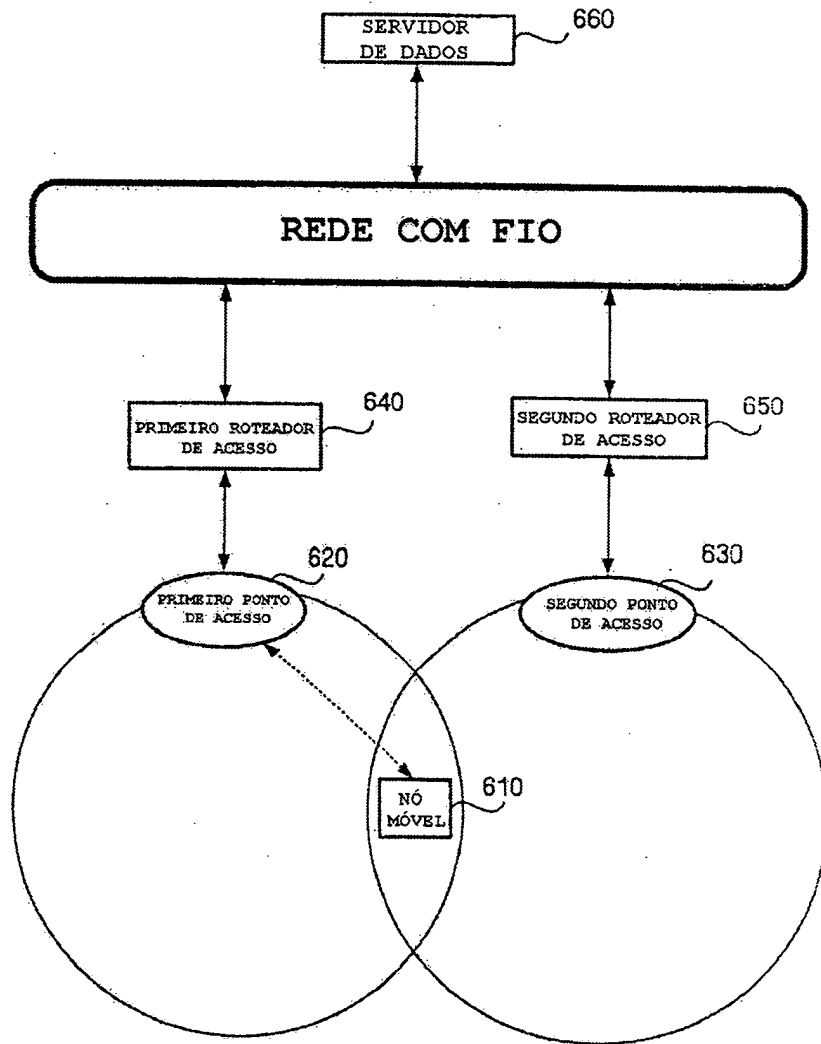 SERVIDOR
DE DADOS
660
REDE COM FIO
PRIMEIRO ROTEADOR
DE ACESSO
640
SEGUNDO ROTEADOR
DE ACESSO
650
PRIMEIRO PONTO
DE ACESSO
620
SEGUNDO PONTO
DE ACESSO
630
NÓ
MÓVEL
610